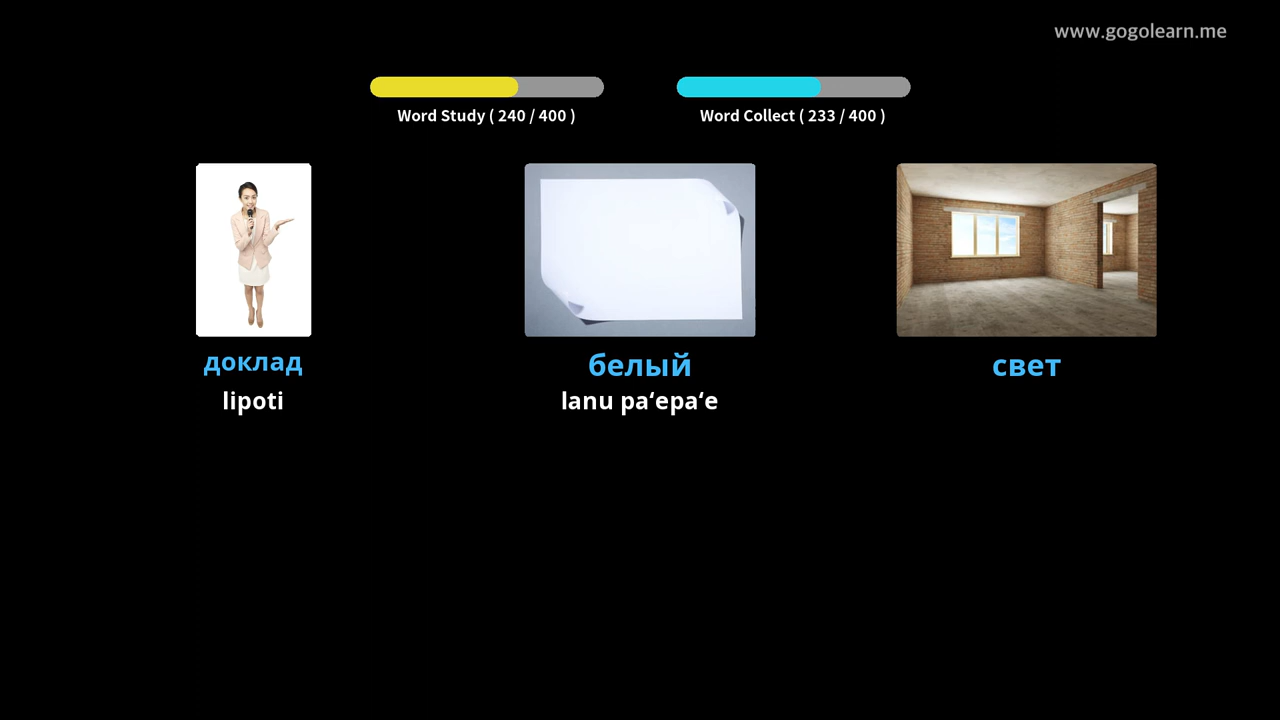 www.gogolearn.me
Word Study ( 240 / 400 )
Word Collect ( 233 / 400 )
доклад
lipoti
белый
lanu pa‘epa‘e
свет